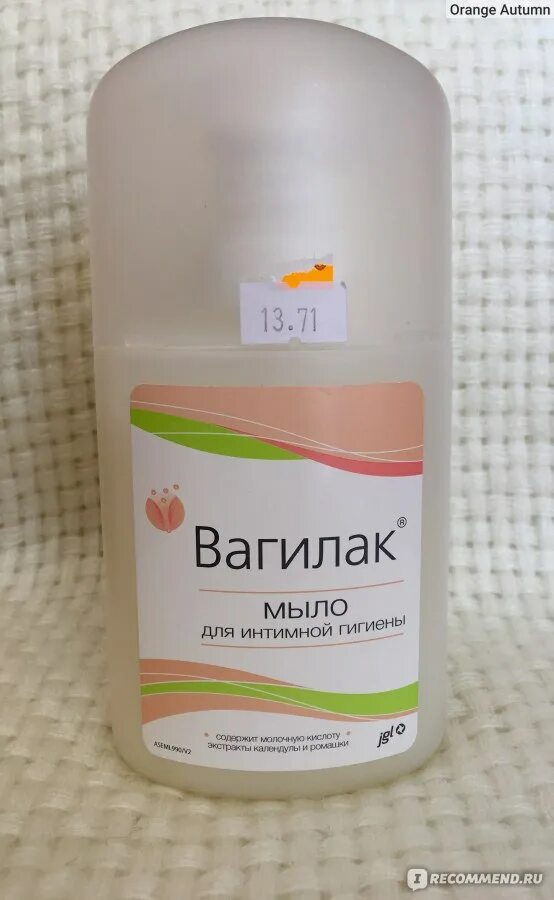 Orange Autumn
13.71
Вагилак®
мыло
для интимной гигиены
• содержит молочную кислоту •
экстракты календулы и ромашки
ASEML990/V2
jgl
IRECOMMEND.RU